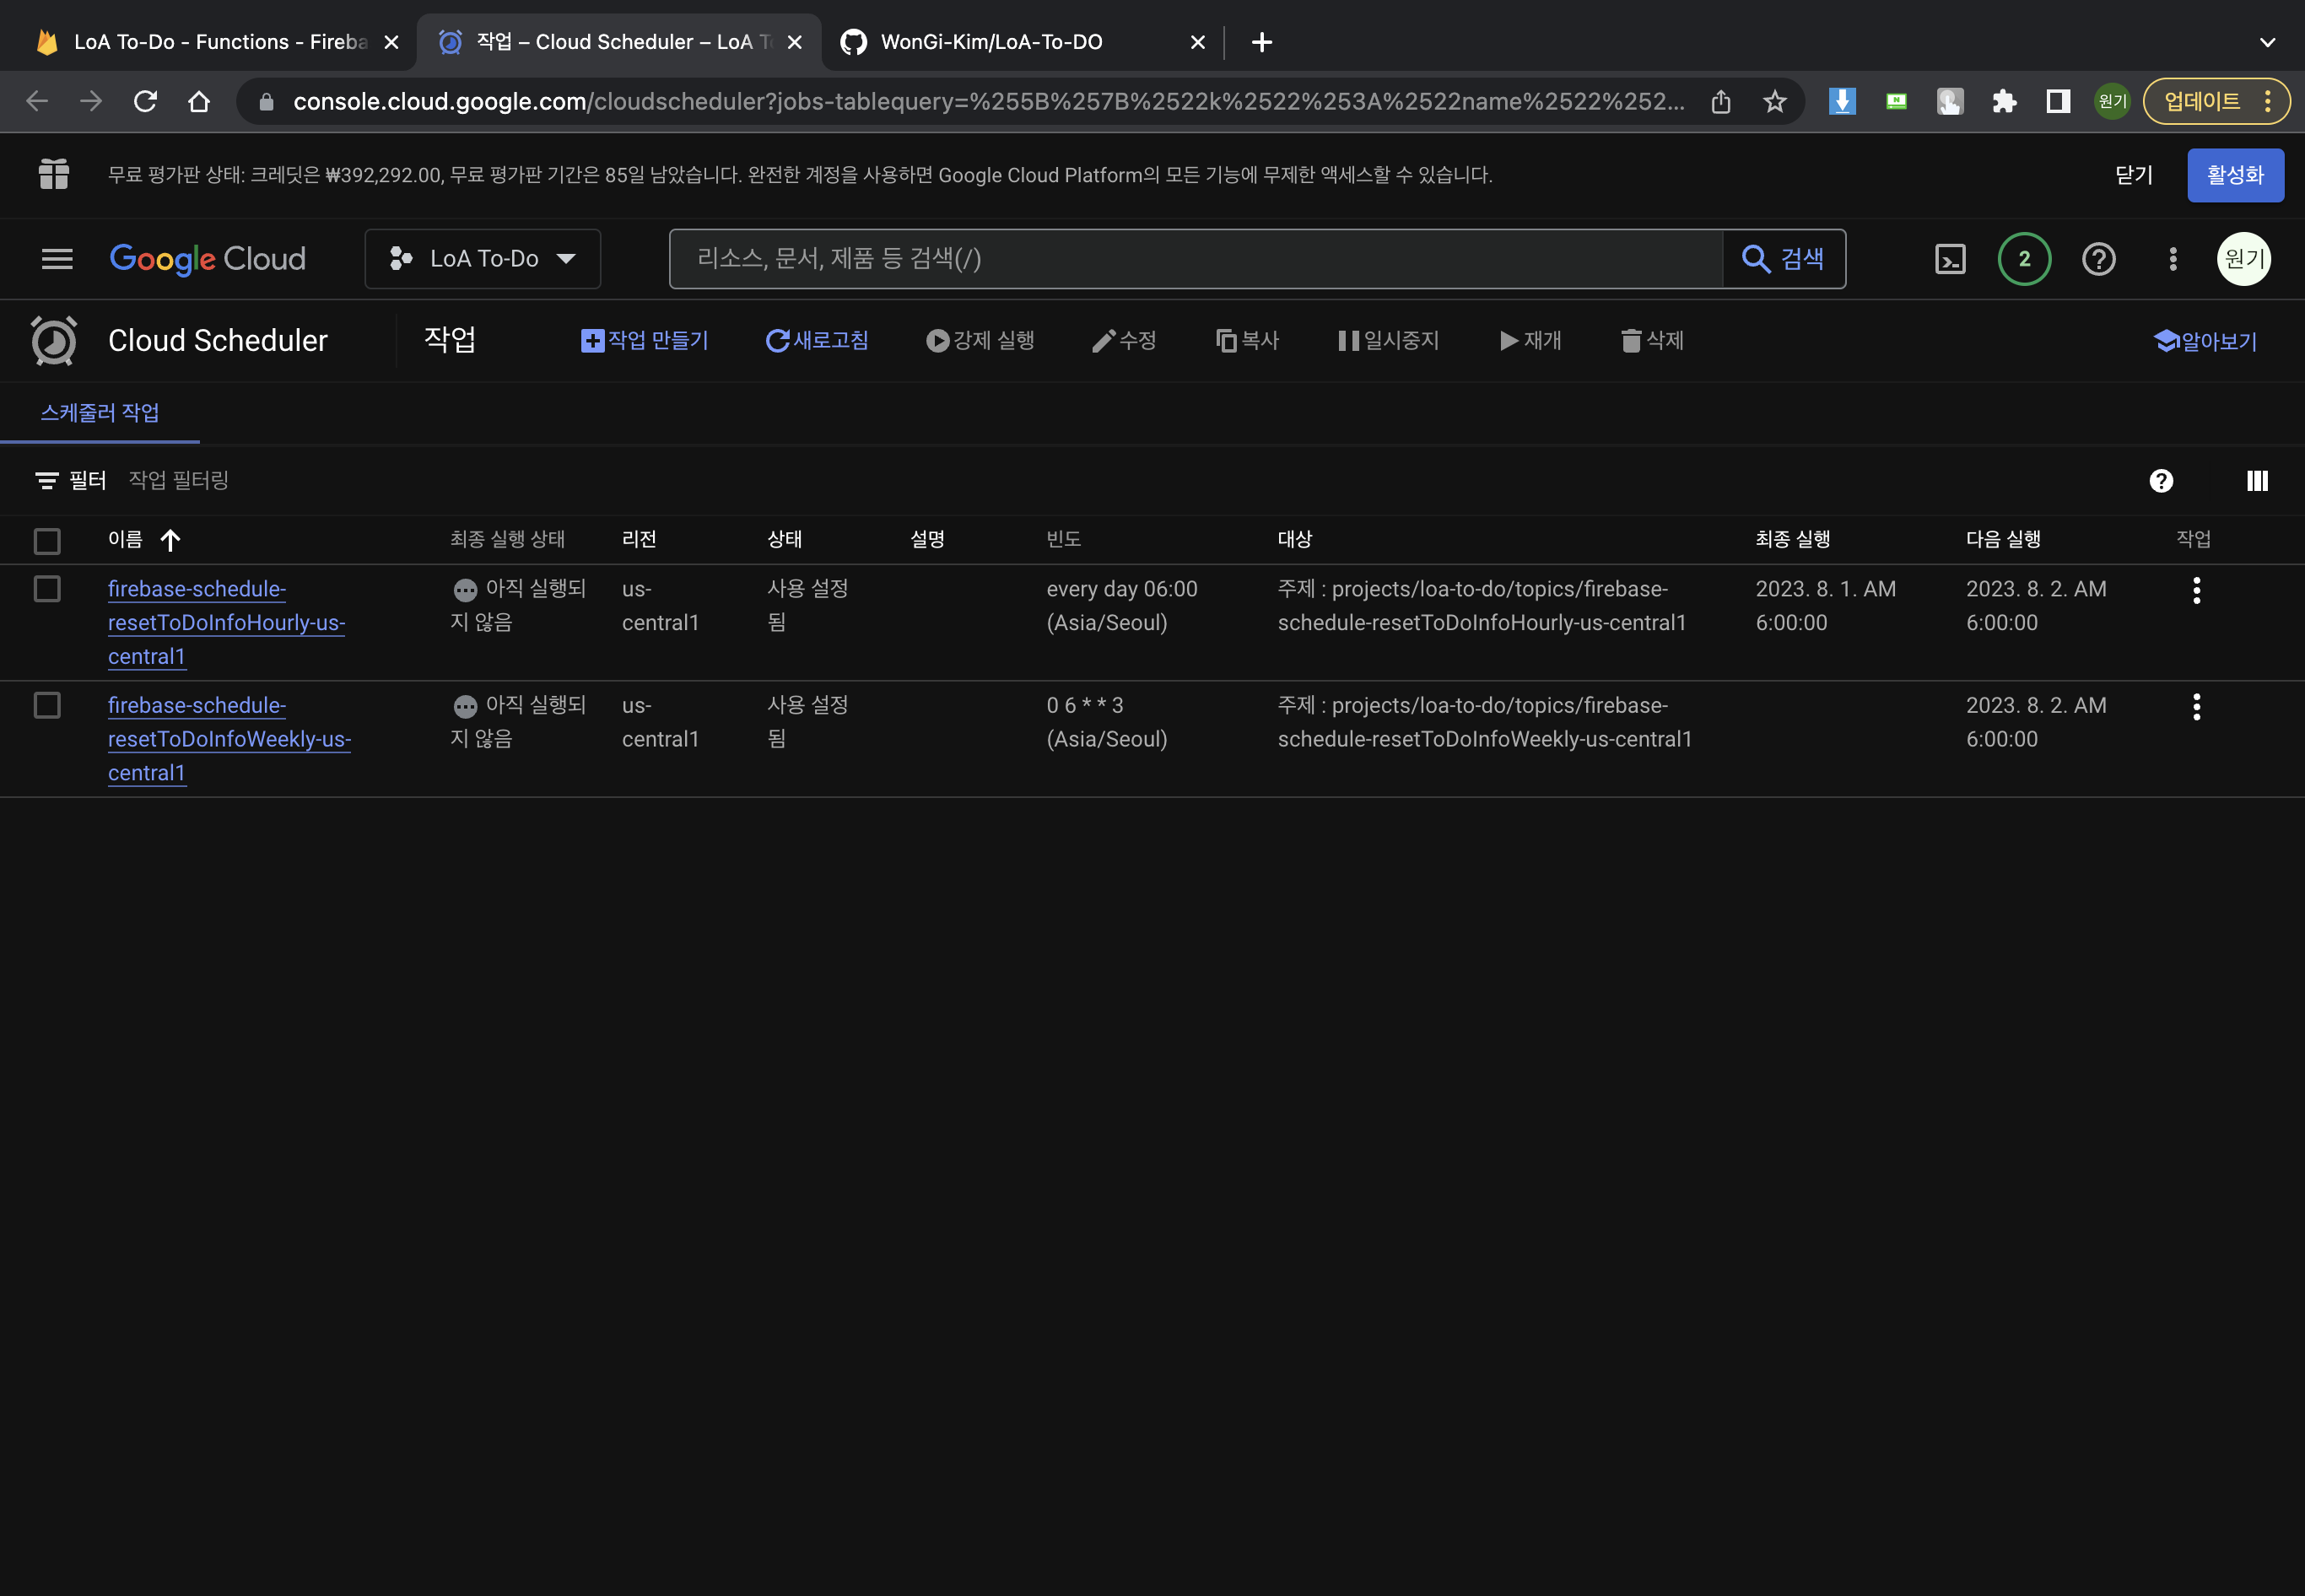 LoA To-Do - Functions - Fireba
작업 – Cloud Scheduler – LoA T
WonGi-Kim/LoA-To-DO
console.cloud.google.com/cloudscheduler?jobs-tablequery=%255B%257B%2522k%2522%253A%2522name%2522%252...
원기
업데이트
무료 평가판 상태: 크레딧은 ₩392,292.00, 무료 평가판 기간은 85일 남았습니다. 완전한 계정을 사용하면 Google Cloud Platform의 모든 기능에 무제한 액세스할 수 있습니다.
닫기
활성화
Google Cloud
LoA To-Do
리소스, 문서, 제품 등 검색(/)
검색
2
원기
Cloud Scheduler
작업
작업 만들기
새로고침
강제 실행
수정
복사
일시중지
재개
삭제
알아보기
스케줄러 작업
필터 작업 필터링
이름 최종 실행 상태 리전 상태 설명 빈도 대상 최종 실행 다음 실행 작업
firebase-schedule- 아직 실행되 us- 사용 설정 every day 06:00 주제 : projects/loa-to-do/topics/firebase- 2023. 8. 1. AM 2023. 8. 2. AM
resetToDoInfoHourly-us- 지 않음 central1 됨 (Asia/Seoul) schedule-resetToDoInfoHourly-us-central1 6:00:00 6:00:00
central1
firebase-schedule- 아직 실행되 us- 사용 설정 0 6 * * 3 주제 : projects/loa-to-do/topics/firebase- 2023. 8. 2. AM
resetToDoInfoWeekly-us- 지 않음 central1 됨 (Asia/Seoul) schedule-resetToDoInfoWeekly-us-central1 6:00:00
central1